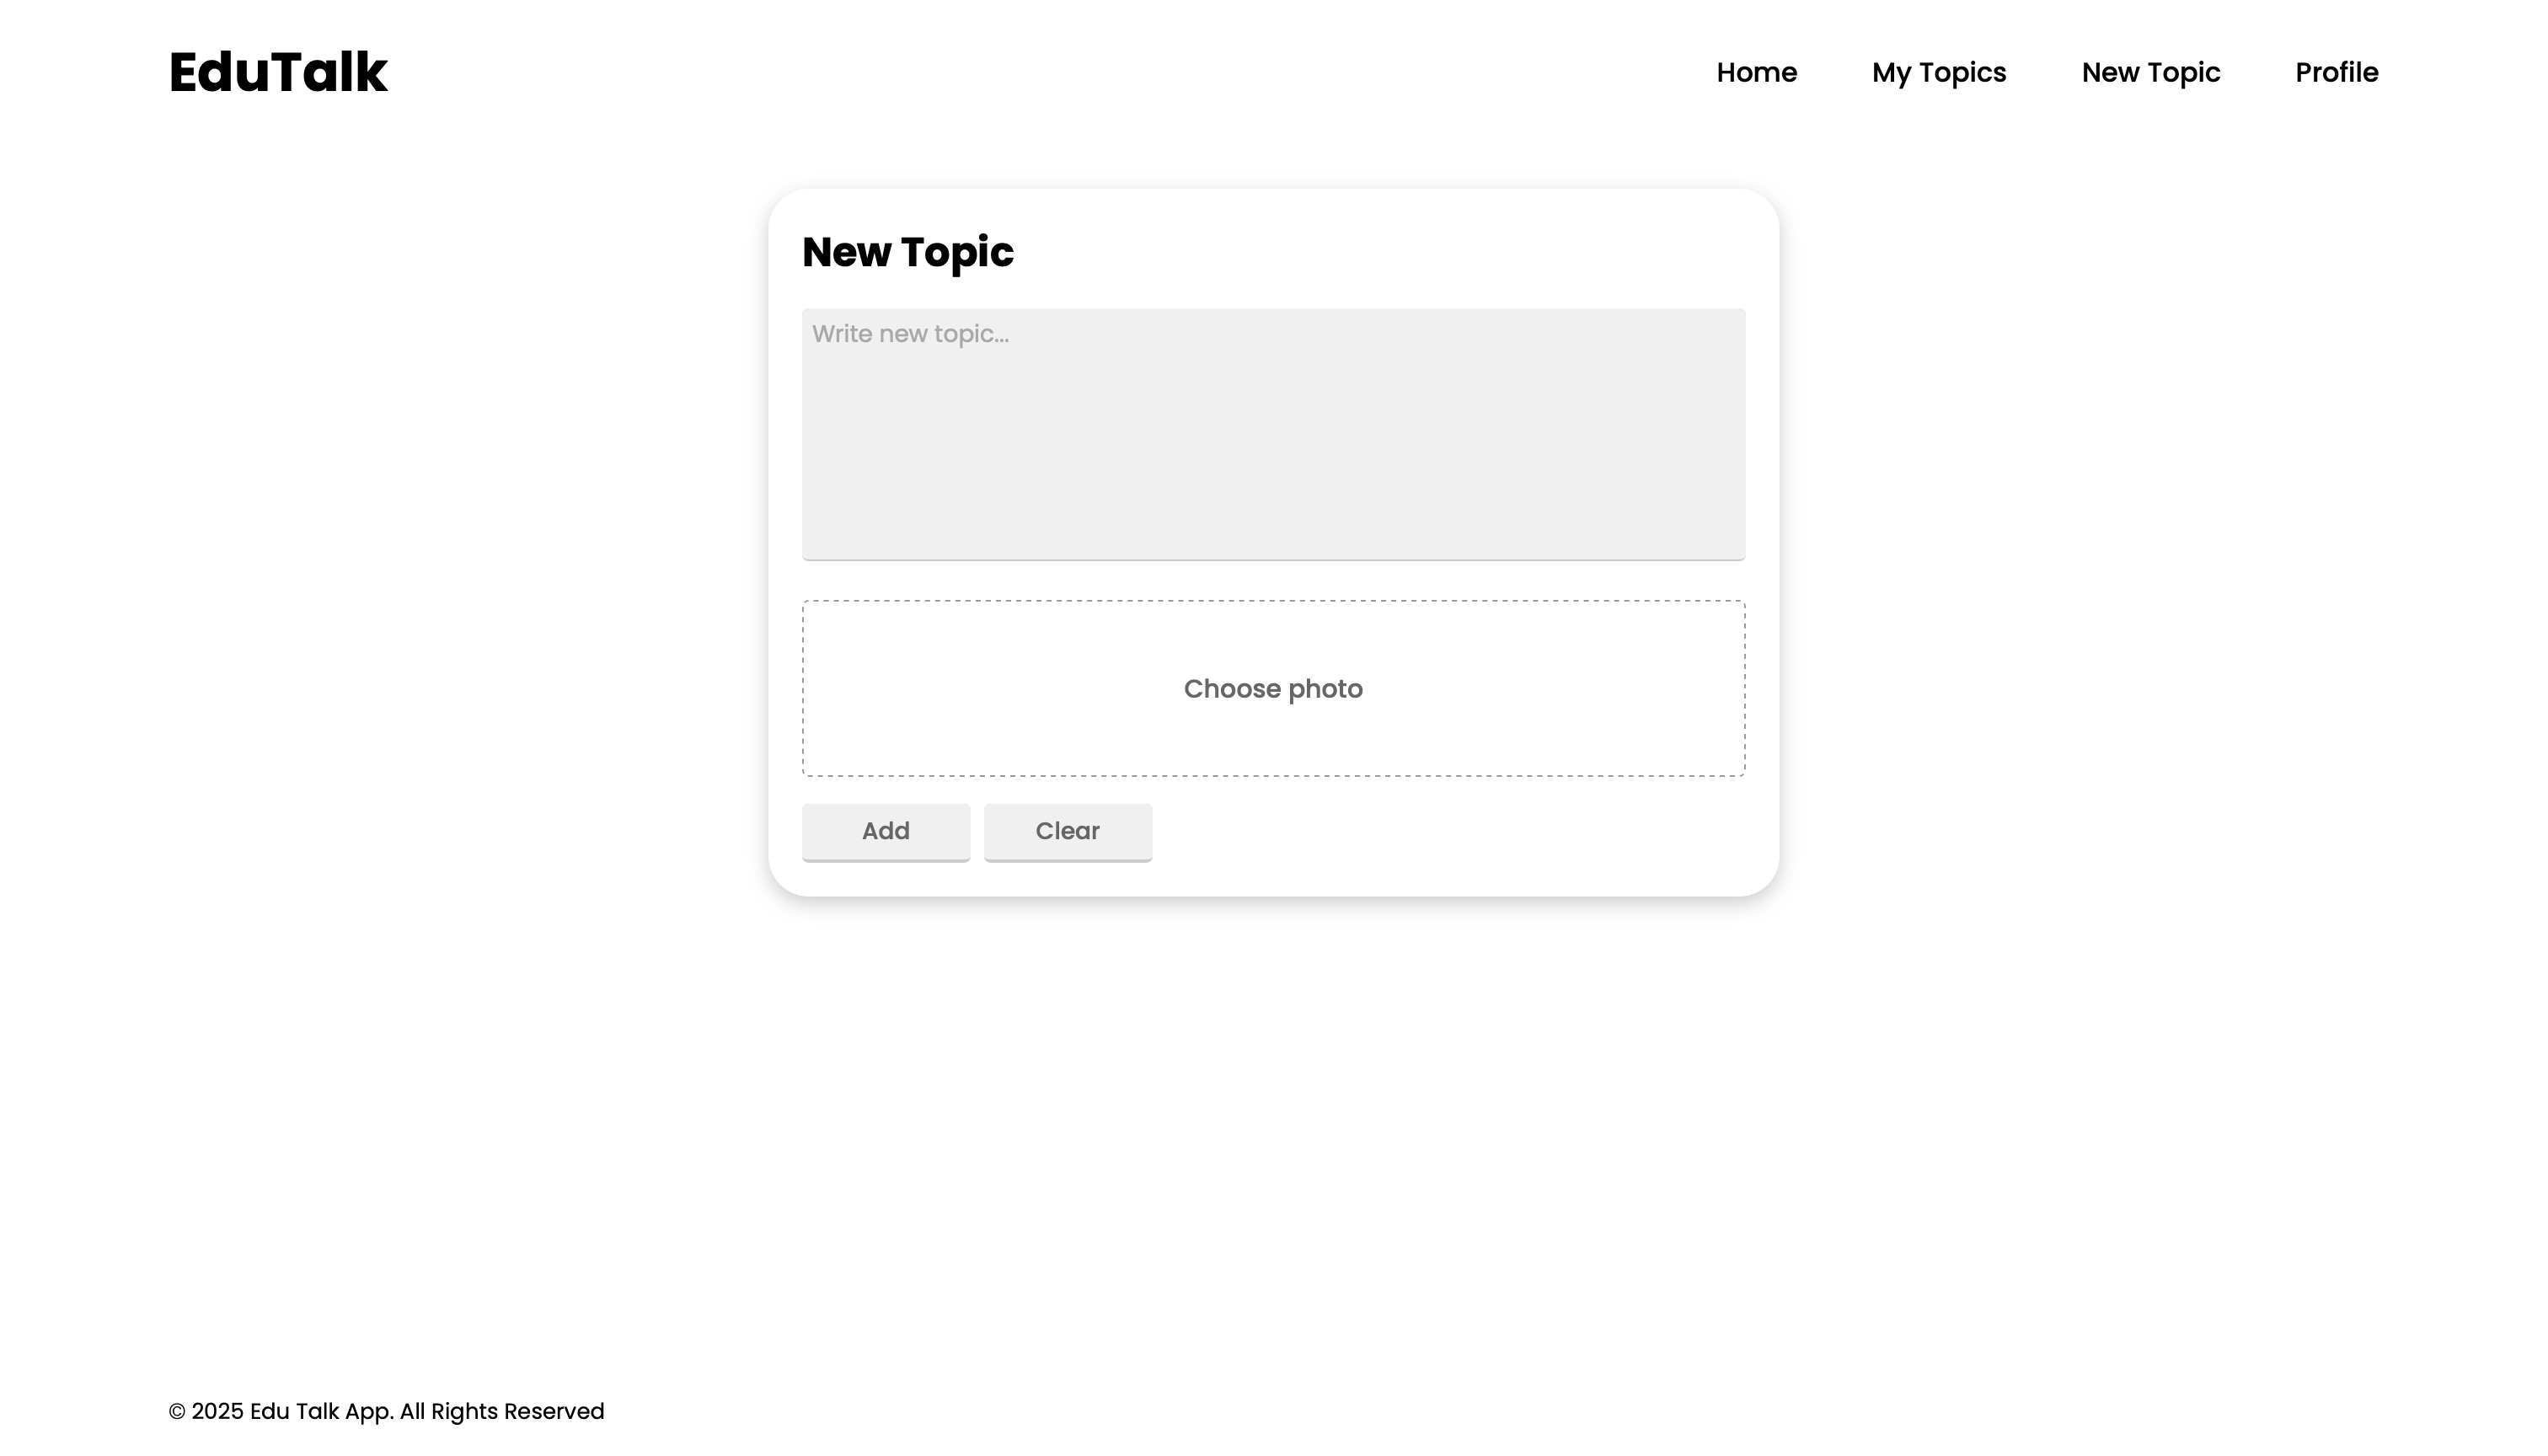 EduTalk
Home
My Topics
New Topic
Profile
New Topic
Write new topic...
Choose photo
Add
Clear
© 2025 Edu Talk App. All Rights Reserved